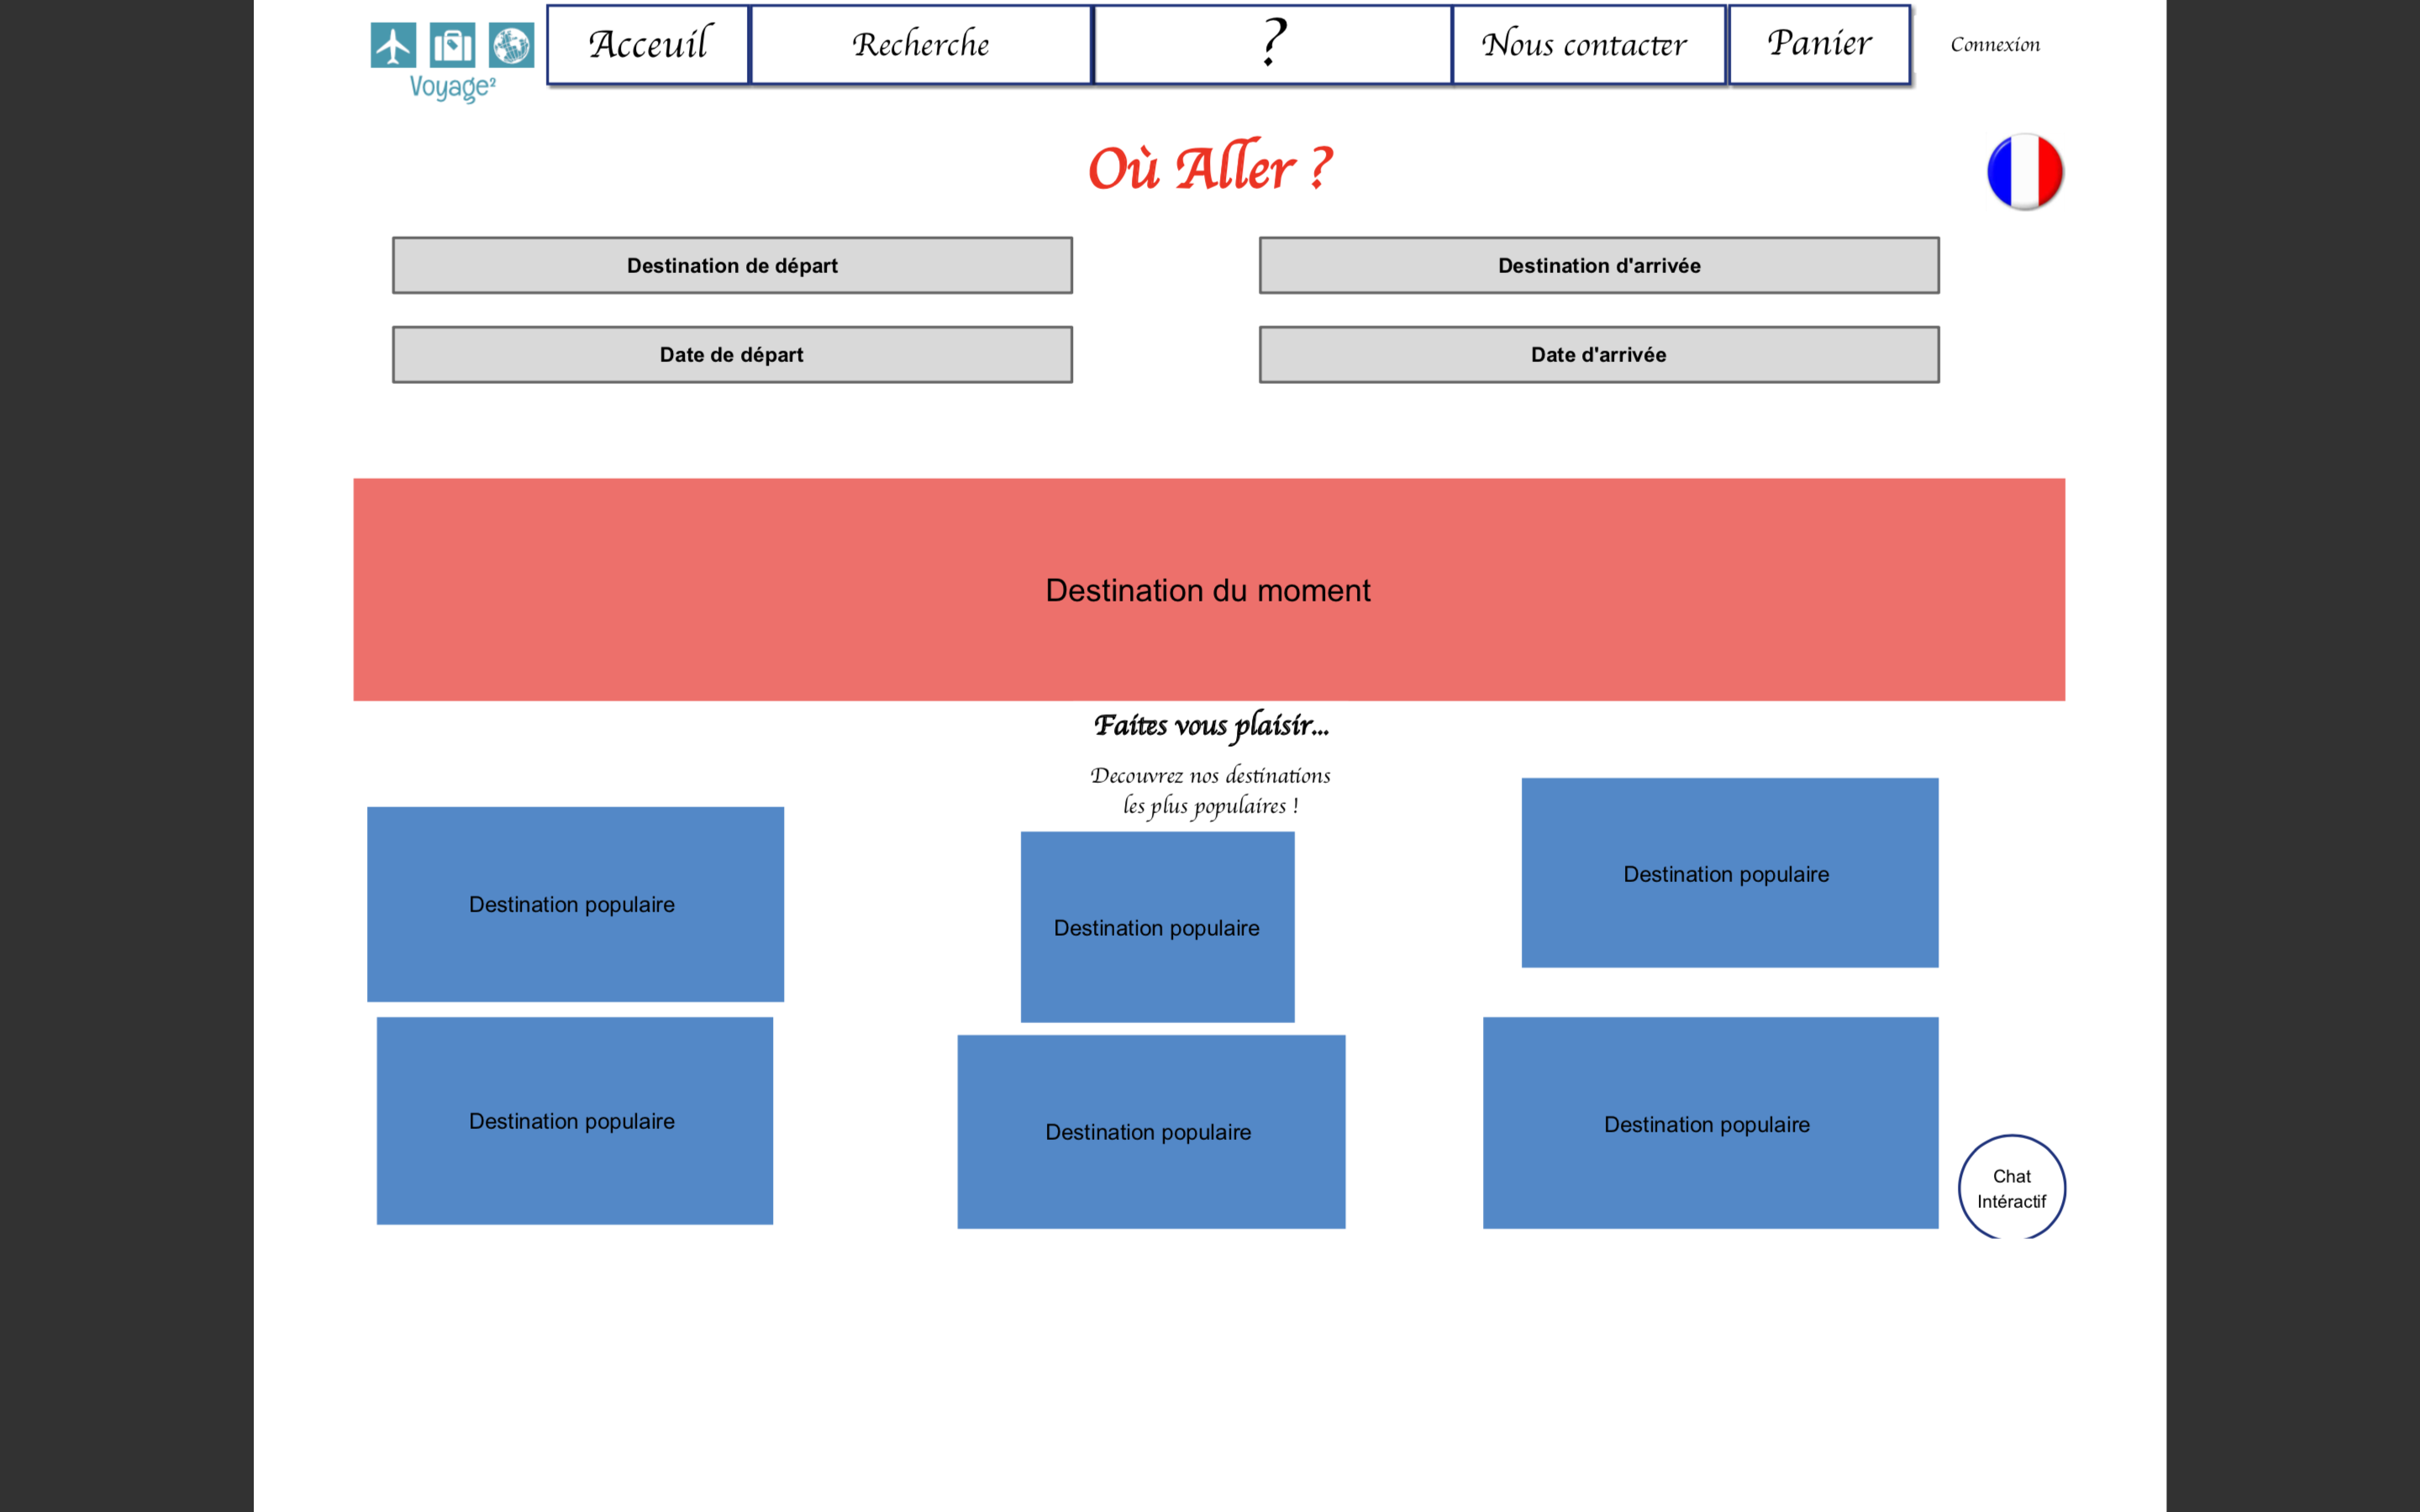 Voyage²
Acceuil
Recherche
?
Nous contacter
Panier
Connexion
Où Aller ?
Destination de départ
Destination d'arrivée
Date de départ
Date d'arrivée
Destination du moment
Faites vous plaisir...
Decouvrez nos destinations
les plus populaires !
Destination populaire
Destination populaire
Destination populaire
Destination populaire
Destination populaire
Destination populaire
Chat
Intéractif